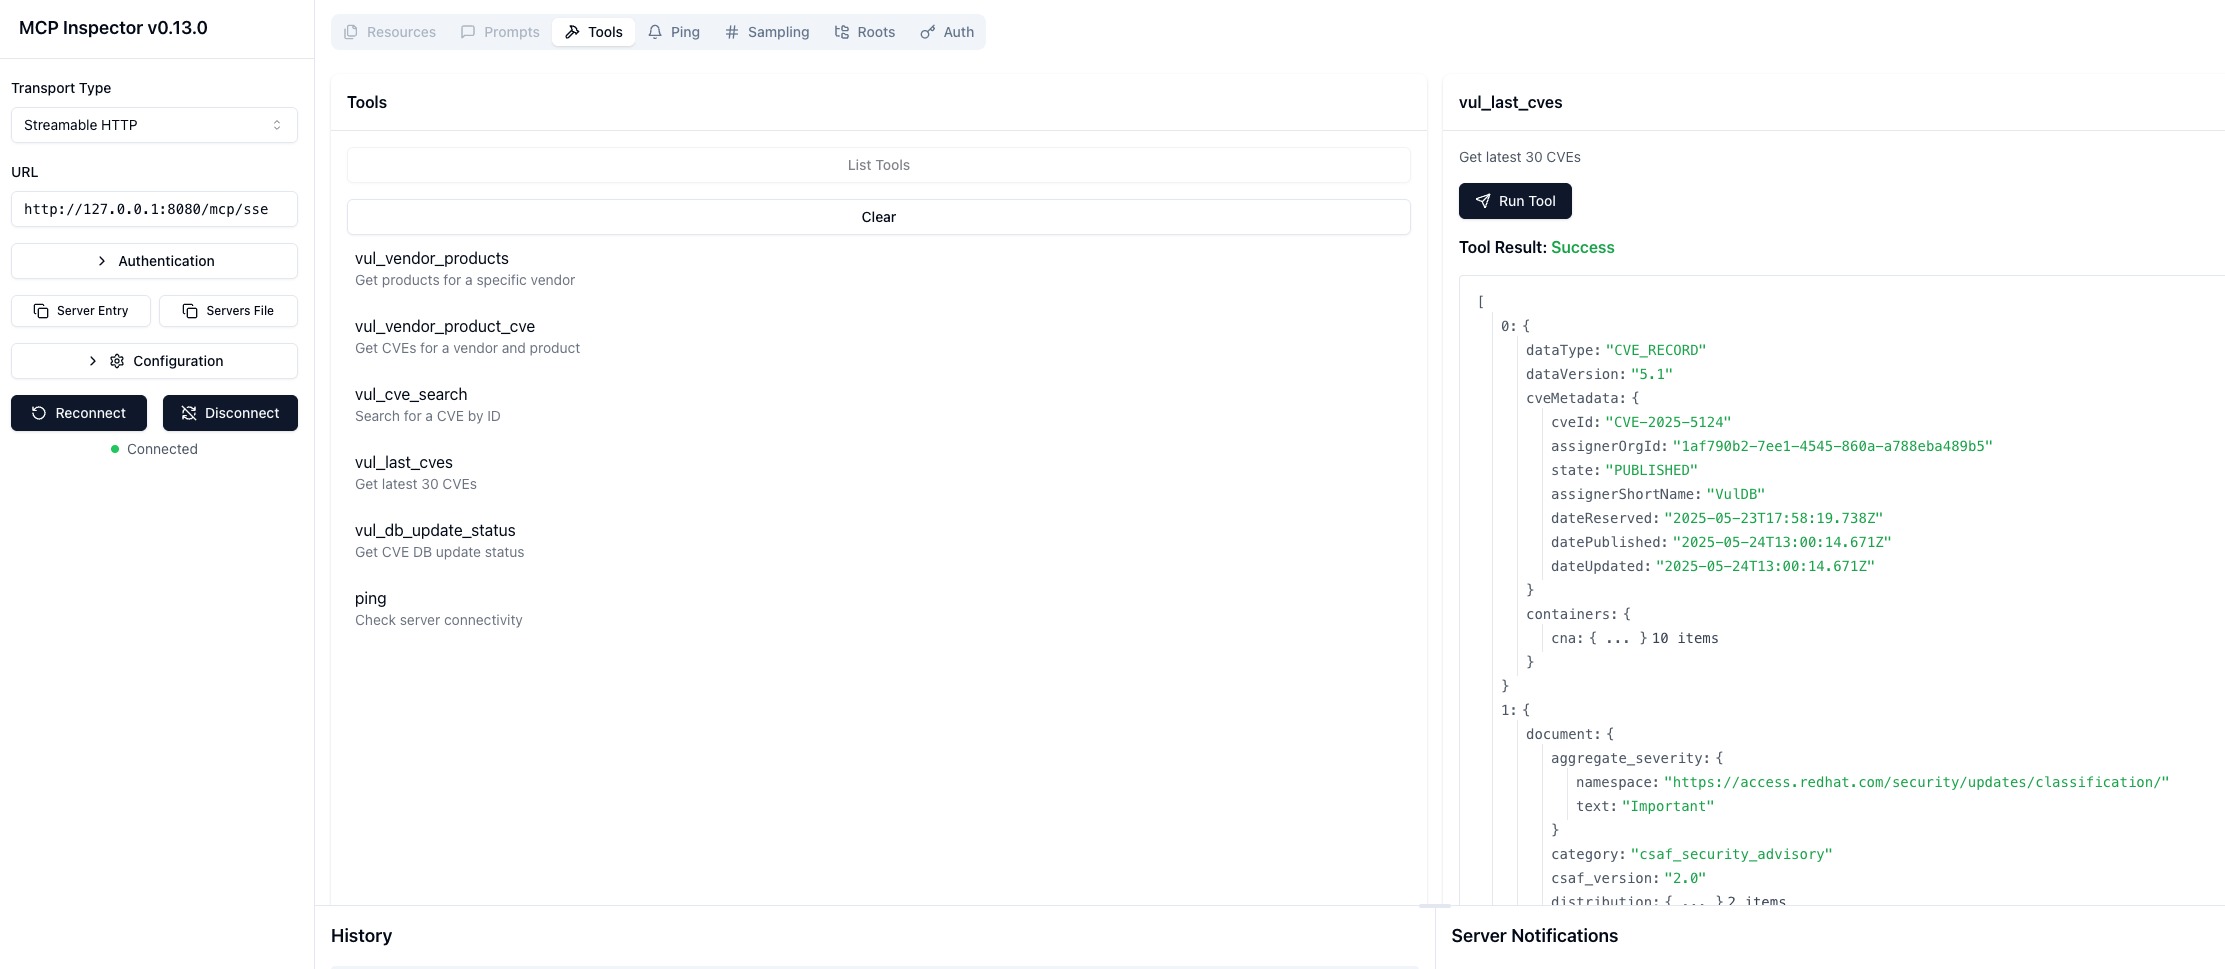 MCP Inspector v0.13.0
Transport Type
Streamable HTTP
URL
http://127.0.0.1:8080/mcp/sse
Authentication
Server Entry
Servers File
Configuration
Reconnect
Disconnect
Connected
Resources
Prompts
Tools
Ping
Sampling
Roots
Auth
Tools
List Tools
Clear
vul_vendor_products
Get products for a specific vendor
vul_vendor_product_cve
Get CVEs for a vendor and product
vul_cve_search
Search for a CVE by ID
vul_last_cves
Get latest 30 CVEs
vul_db_update_status
Get CVE DB update status
ping
Check server connectivity
vul_last_cves
Get latest 30 CVEs
Run Tool
Tool Result: Success
[
0: {
dataType: "CVE_RECORD"
dataVersion: "5.1"
cveMetadata: {
cveId: "CVE-2025-5124"
assignerOrgId: "1af790b2-7ee1-4545-860a-a788eba489b5"
state: "PUBLISHED"
assignerShortName: "VulDB"
dateReserved: "2025-05-23T17:58:19.738Z"
datePublished: "2025-05-24T13:00:14.671Z"
dateUpdated: "2025-05-24T13:00:14.671Z"
}
containers: {
cna: { ... } 10 items
}
}
1: {
document: {
aggregate_severity: {
namespace: "https://access.redhat.com/security/updates/classification/"
text: "Important"
}
category: "csaf_security_advisory"
csaf_version: "2.0"
distribution: { ... } 2 items
History
Server Notifications